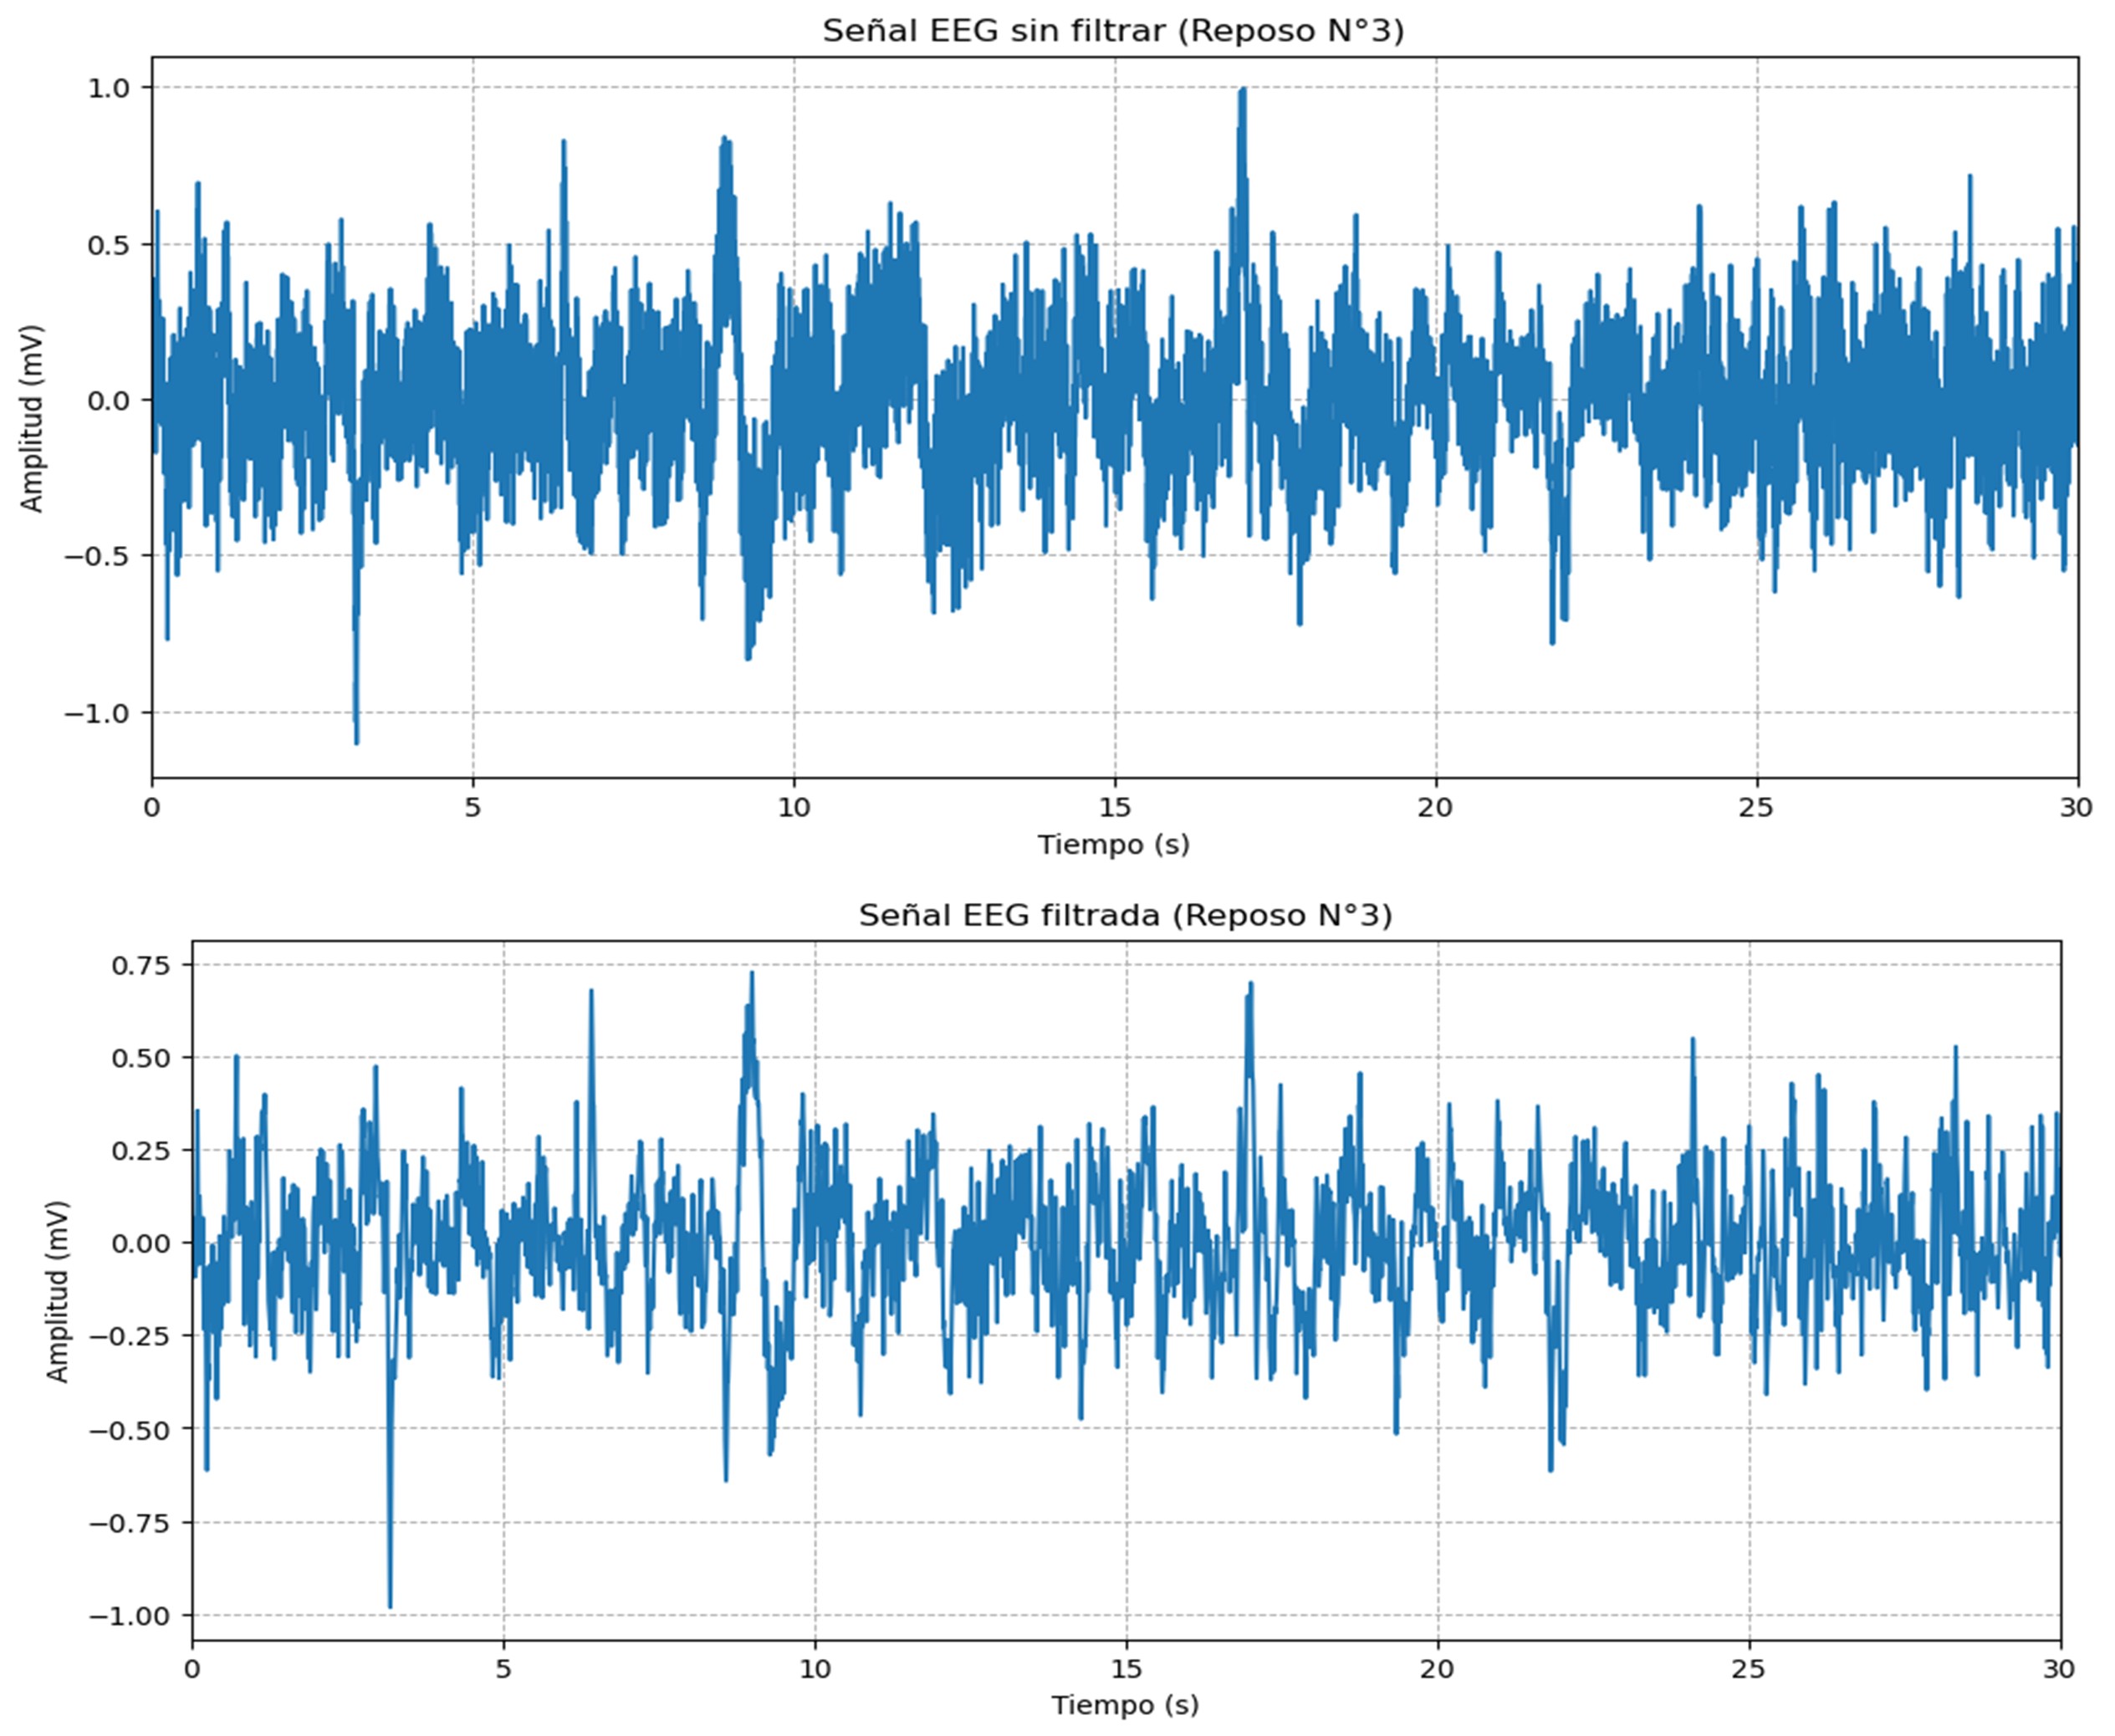 Señal EEG sin filtrar (Reposo N°3)
1.0
0.5
0.0
−0.5
−1.0
Amplitud (mV)
0 5 10 15 20 25 30
Tiempo (s)
Señal EEG filtrada (Reposo N°3)
0.75
0.50
0.25
0.00
−0.25
−0.50
−0.75
−1.00
Amplitud (mV)
0 5 10 15 20 25 30
Tiempo (s)